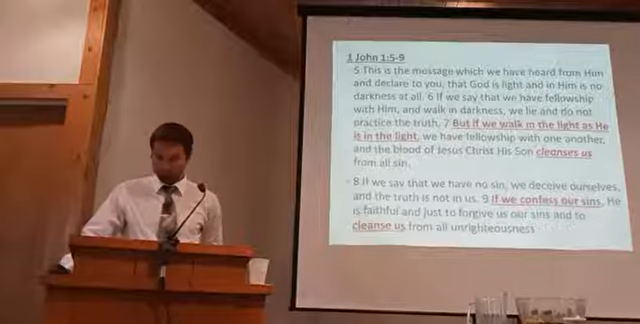 1 John 1:5-9
5 This is the message which we have heard from Him
and declare to you, that God is light and in Him is no
darkness at all. 6 If we say that we have fellowship
with Him, and walk in darkness, we lie and do not
practice the truth. 7 But if we walk in the light as He
is in the light, we have fellowship with one another,
and the blood of Jesus Christ His Son cleanses us
from all sin.
8 If we say that we have no sin, we deceive ourselves,
and the truth is not in us. 9 If we confess our sins, He
is faithful and just to forgive us our sins and to
cleanse us from all unrighteousness